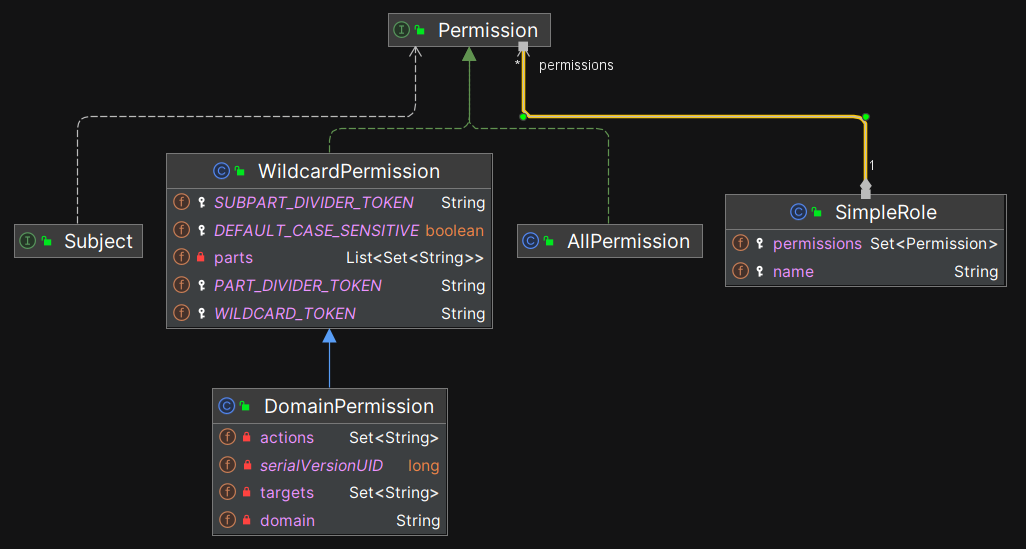 Permission
* permissions
1
WildcardPermission
SUBPART_DIVIDER_TOKEN String
DEFAULT_CASE_SENSITIVE boolean
parts List<Set<String>>
PART_DIVIDER_TOKEN String
WILDCARD_TOKEN String
Subject
AllPermission
SimpleRole
permissions Set<Permission>
name String
DomainPermission
actions Set<String>
serialVersionUID long
targets Set<String>
domain String